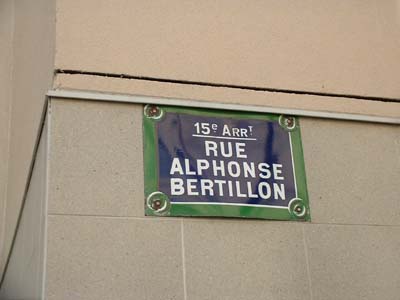 15e ARRT
RUE
ALPHONSE
BERTILLON